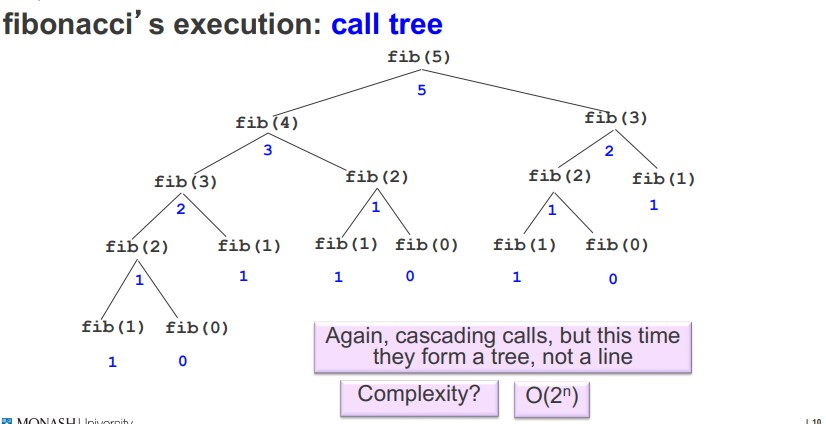 fibonacci's execution: call tree
fib(5)
5
fib(4)
fib(3)
3
2
fib(3)
fib(2)
fib(2)
fib(1)
2
1
1
1
fib(2)
fib(1)
fib(1)
fib(0)
fib(1)
fib(0)
1
1
1
0
1
0
fib(1)
fib(0)
1
0
Again, cascading calls, but this time
they form a tree, not a line
Complexity?
O(2ⁿ)
MONASH University
10